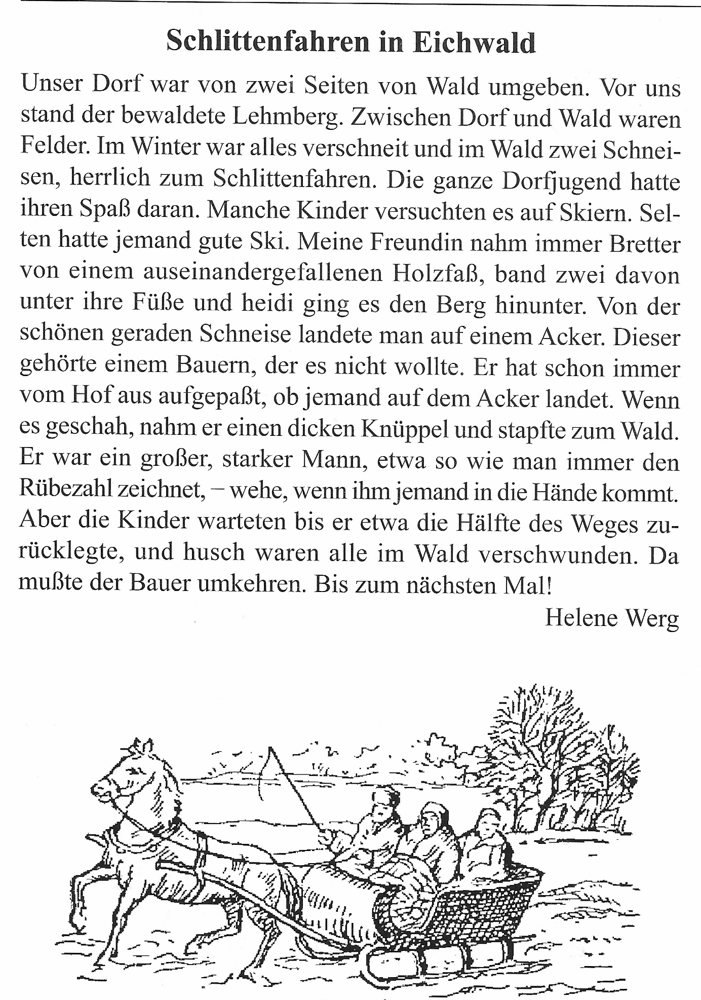 Schlittenfahren in Eichwald
Unser Dorf war von zwei Seiten von Wald umgeben. Vor uns
stand der bewaldete Lehmberg. Zwischen Dorf und Wald waren
Felder. Im Winter war alles verschneit und im Wald zwei Schnei-
sen, herrlich zum Schlittenfahren. Die ganze Dorfjugend hatte
ihren Spaß daran. Manche Kinder versuchten es auf Skiern. Sel-
ten hatte jemand gute Ski. Meine Freundin nahm immer Bretter
von einem auseinandergefallenen Holzfaß, band zwei davon
unter ihre Füße und heidi ging es den Berg hinunter. Von der
schönen geraden Schneise landete man auf einem Acker. Dieser
gehörte einem Bauern, der es nicht wollte. Er hat schon immer
vom Hof aus aufgepaßt, ob jemand auf dem Acker landet. Wenn
es geschah, nahm er einen dicken Knüppel und stapfte zum Wald.
Er war ein großer, starker Mann, etwa so wie man immer den
Rübezahl zeichnet, – wehe, wenn ihm jemand in die Hände kommt.
Aber die Kinder warteten bis er etwa die Hälfte des Weges zu-
rücklegte, und husch waren alle im Wald verschwunden. Da
mußte der Bauer umkehren. Bis zum nächsten Mal!
Helene Werg